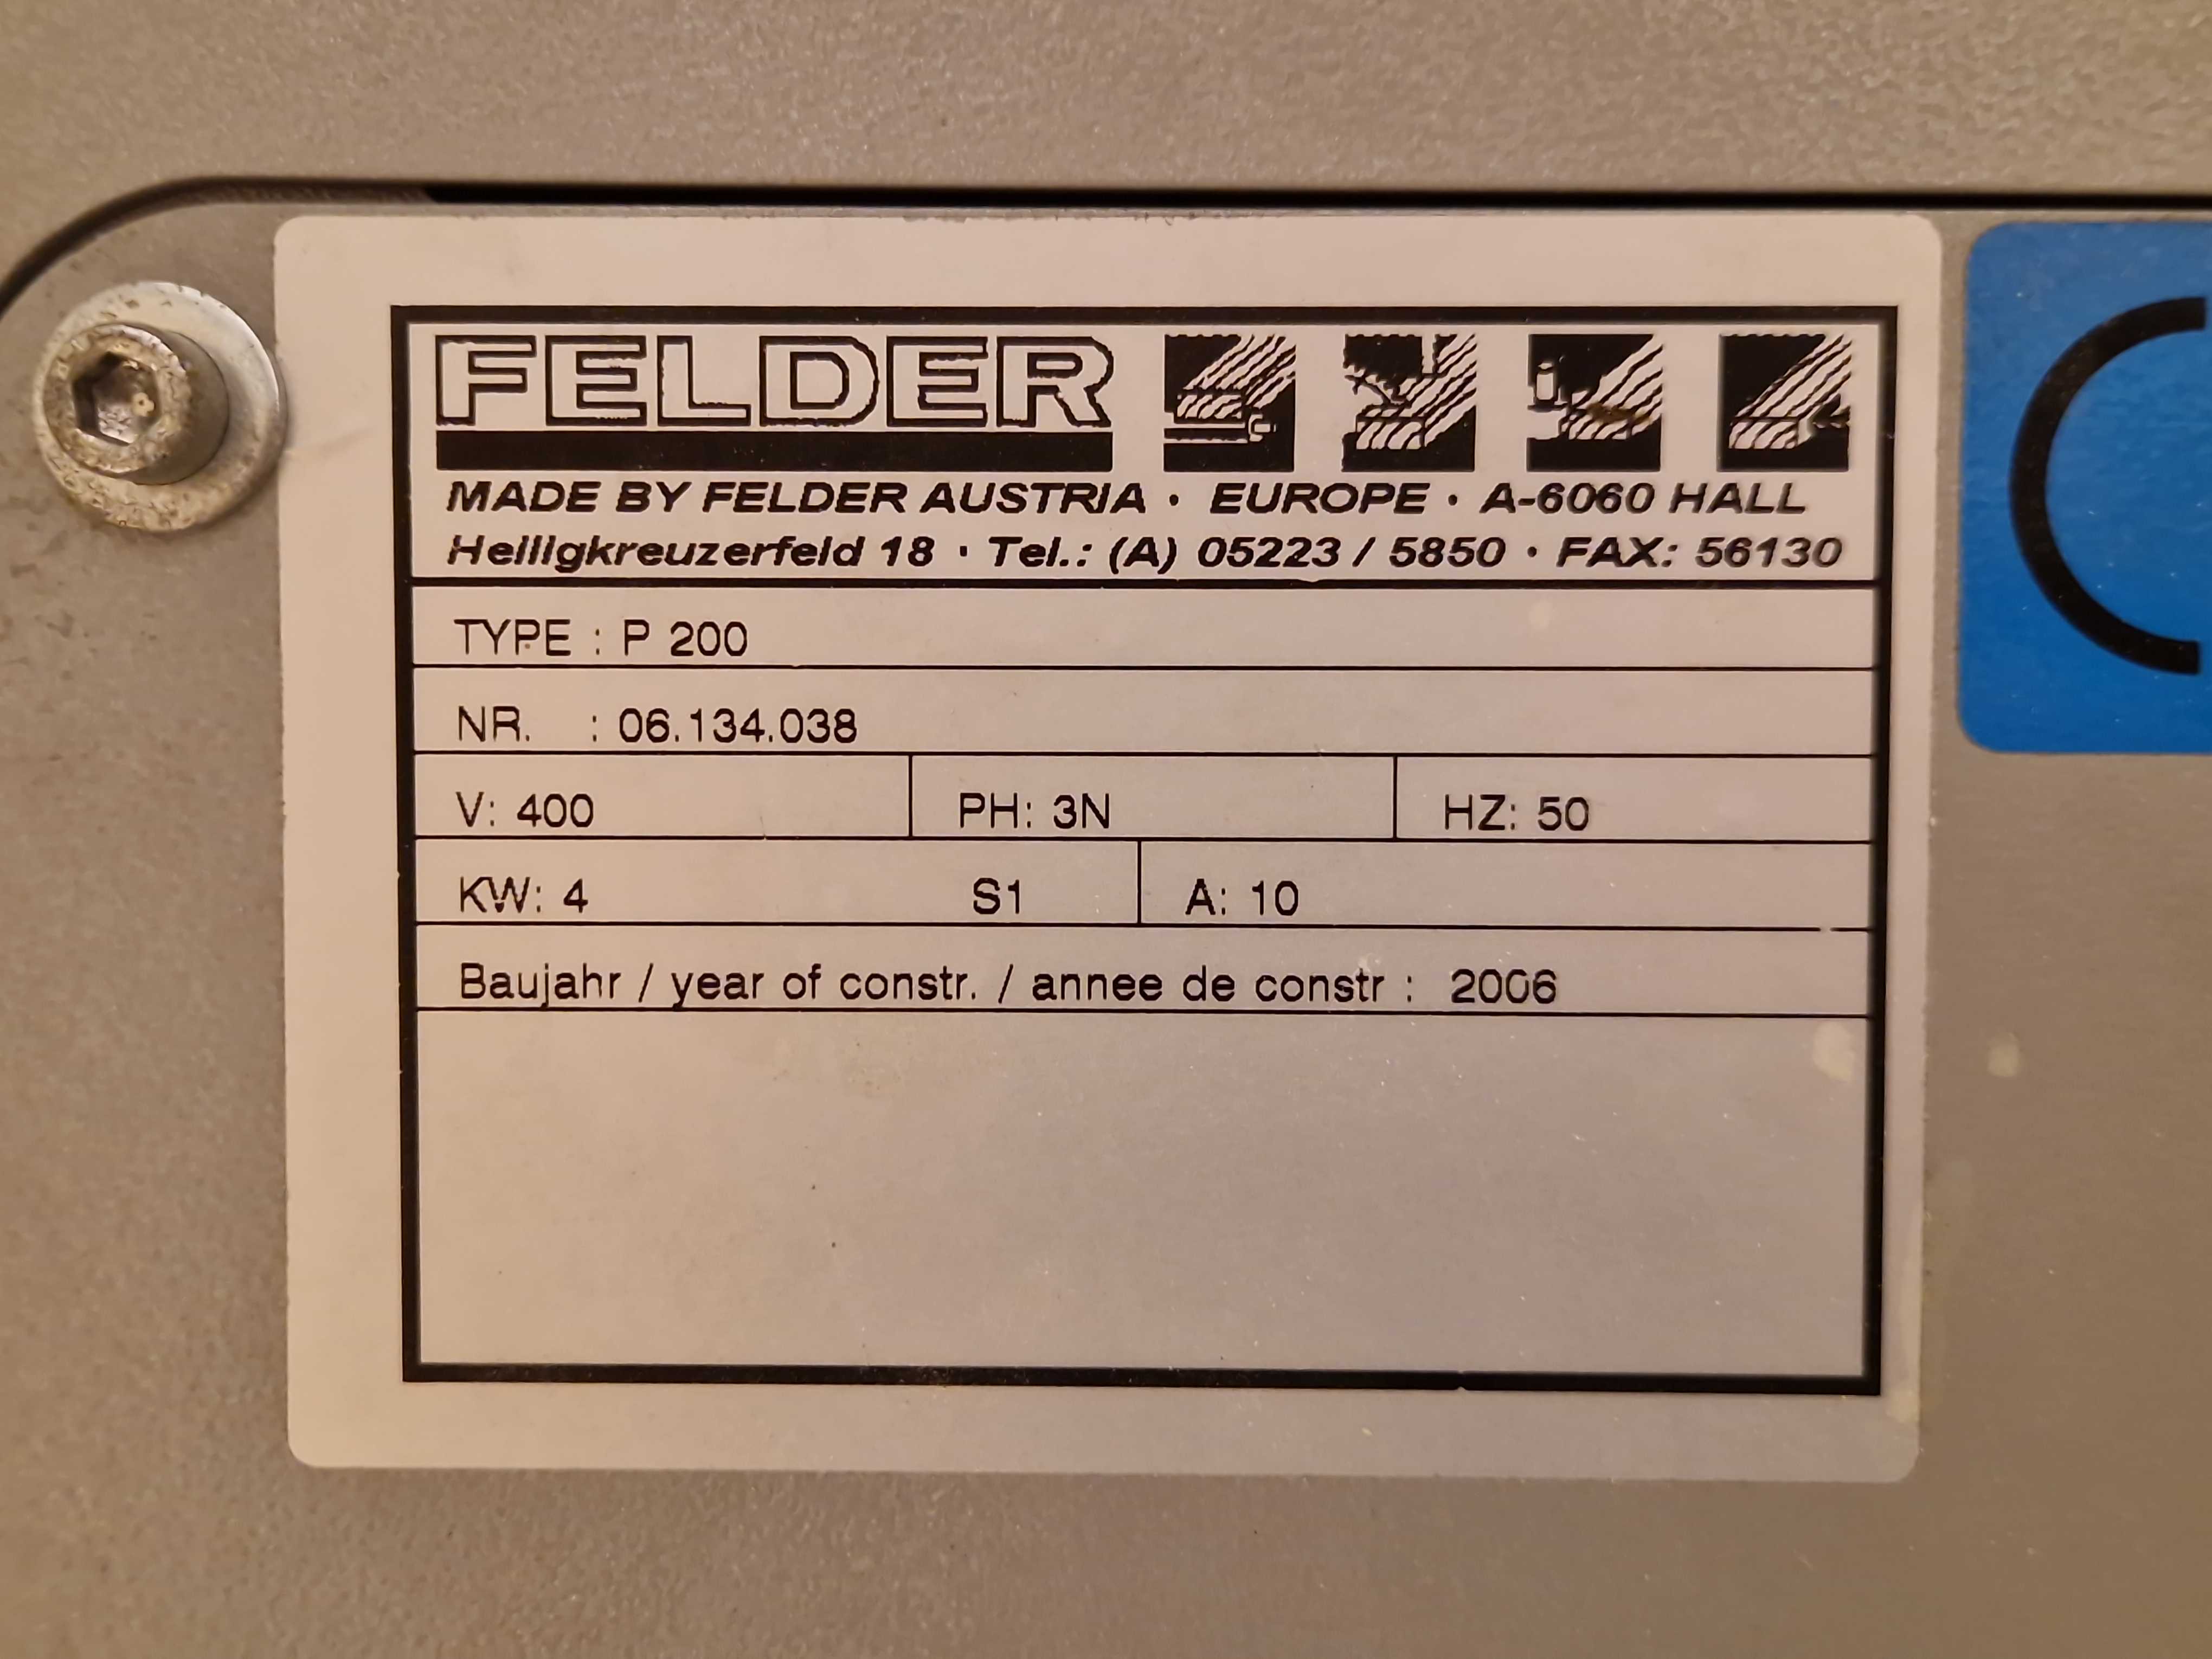 FELDER
MADE BY FELDER AUSTRIA · EUROPE · A-6060 HALL
Heiligkreuzerfeld 18 · Tel.: (A) 05223 / 5850 · FAX: 56130
TYPE : P 200
NR. : 06.134.038
V: 400 PH: 3N HZ: 50
KW: 4 S1 A: 10
Baujahr / year of constr. / annee de constr : 2006